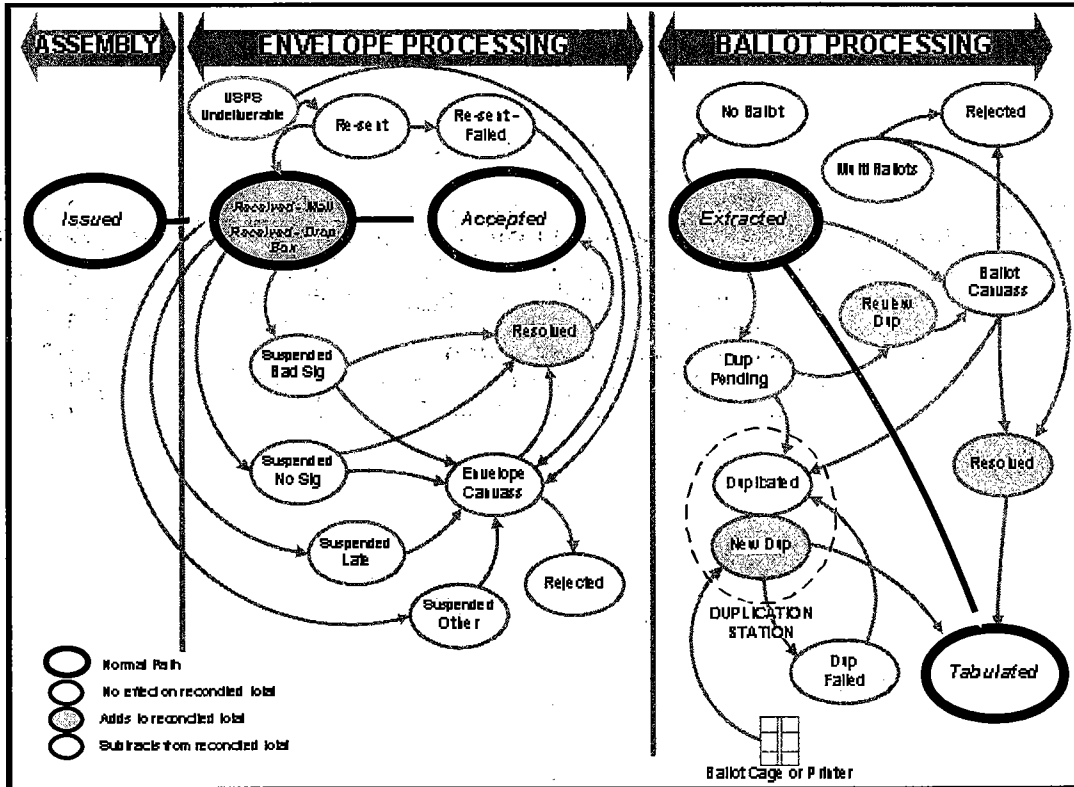 ASSEMBLY
ENVELOPE PROCESSING
BALLOT PROCESSING
USPS
Undeliverable
Re-sent
Re-sent -
Failed
No Ballot
Rejected
Multi Ballots
Issued
Received - Mail
Received - Drop
Box
Accepted
Extracted
Ballot
Canvass
Review
Dup
Resolved
Suspended
Bad Sig
Dup
Pending
Suspended
No Sig
Envelope
Canvass
Duplicated
Resolved
New Dup
Suspended
Late
Rejected
Suspended
Other
DUPLICATION
STATION
Dup
Failed
Tabulated
Normal Path
No effect on reconciled total
Adds to reconciled total
Subtracts from reconciled total
Ballot Cage or Printer